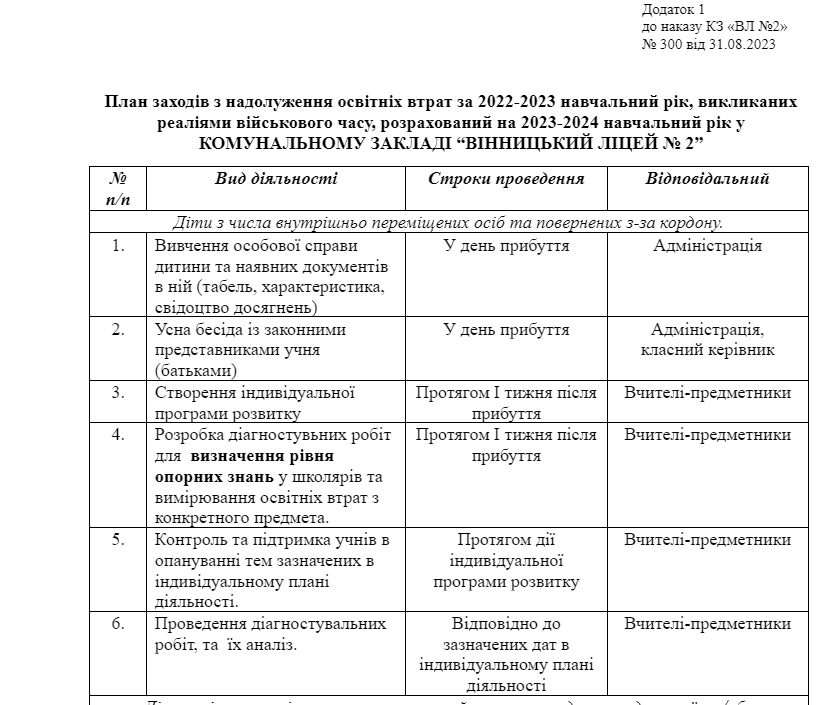 Додаток 1
до наказу КЗ «ВЛ №2»
№ 300 від 31.08.2023
План заходів з надолуження освітніх втрат за 2022-2023 навчальний рік, викликаних
реаліями військового часу, розрахований на 2023-2024 навчальний рік у
КОМУНАЛЬНОМУ ЗАКЛАДІ “ВІННИЦЬКИЙ ЛІЦЕЙ № 2”
№ Вид діяльності Строки проведення Відповідальний
п/п
Діти з числа внутрішньо переміщених осіб та повернених з-за кордону.
1. Вивчення особової справи У день прибуття Адміністрація
дитини та наявних документів
в ній (табель, характеристика,
свідоцтво досягнень)
2. Усна бесіда із законними У день прибуття Адміністрація,
представниками учня класний керівник
(батьками)
3. Створення індивідуальної Протягом І тижня після Вчителі-предметники
програми розвитку прибуття
4. Розробка діагностувьних робіт Протягом І тижня після Вчителі-предметники
для визначення рівня прибуття
опорних знань у школярів та
вимірювання освітніх втрат з
конкретного предмета.
5. Контроль та підтримка учнів в Протягом дії Вчителі-предметники
опануванні тем зазначених в індивідуальної
індивідуальному плані програми розвитку
діяльності.
6. Проведення діагностувальних Відповідно до Вчителі-предметники
робіт, та їх аналіз. зазначених дат в
індивідуальному плані
діяльності